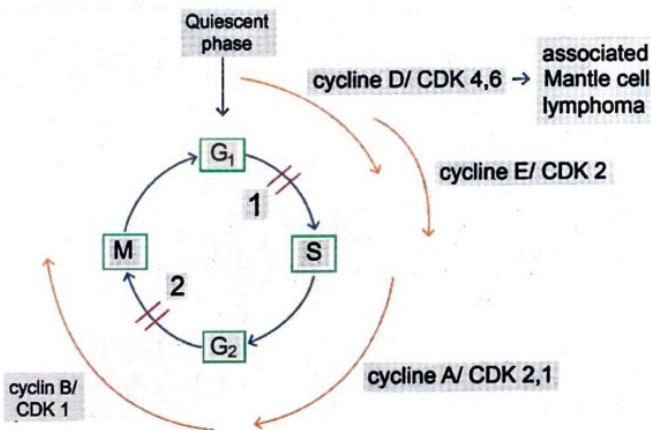 Quiescent
phase
cycline D/ CDK 4,6 →
associated
Mantle cell
lymphoma
G₁
cycline E/ CDK 2
1
M
S
2
G₂
cycline A/ CDK 2,1
cyclin B/
CDK 1